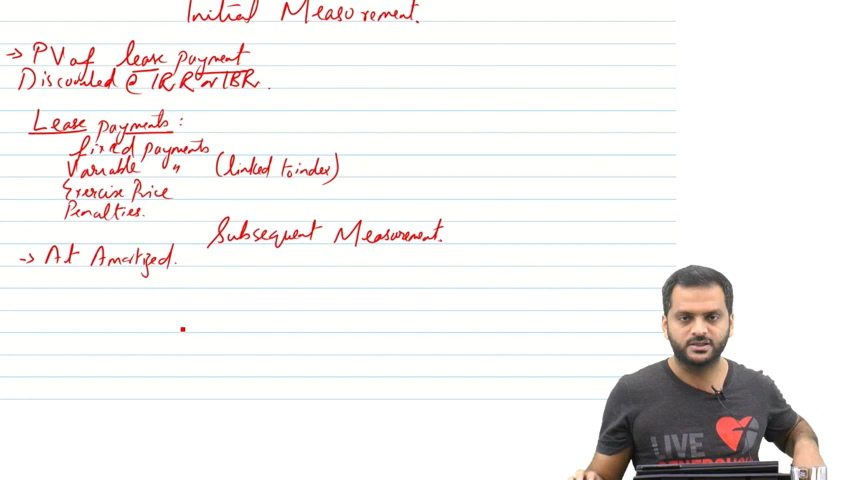 Initial Measurement.
→ PV of lease payment
Discounted @ IRR or IBR.
Lease payments :
fixed payments
Variable " (linked to index)
Exercise Price
Penalties.
Subsequent Measurement.
→ At Amortized.
LIVE
GENEROUSLY